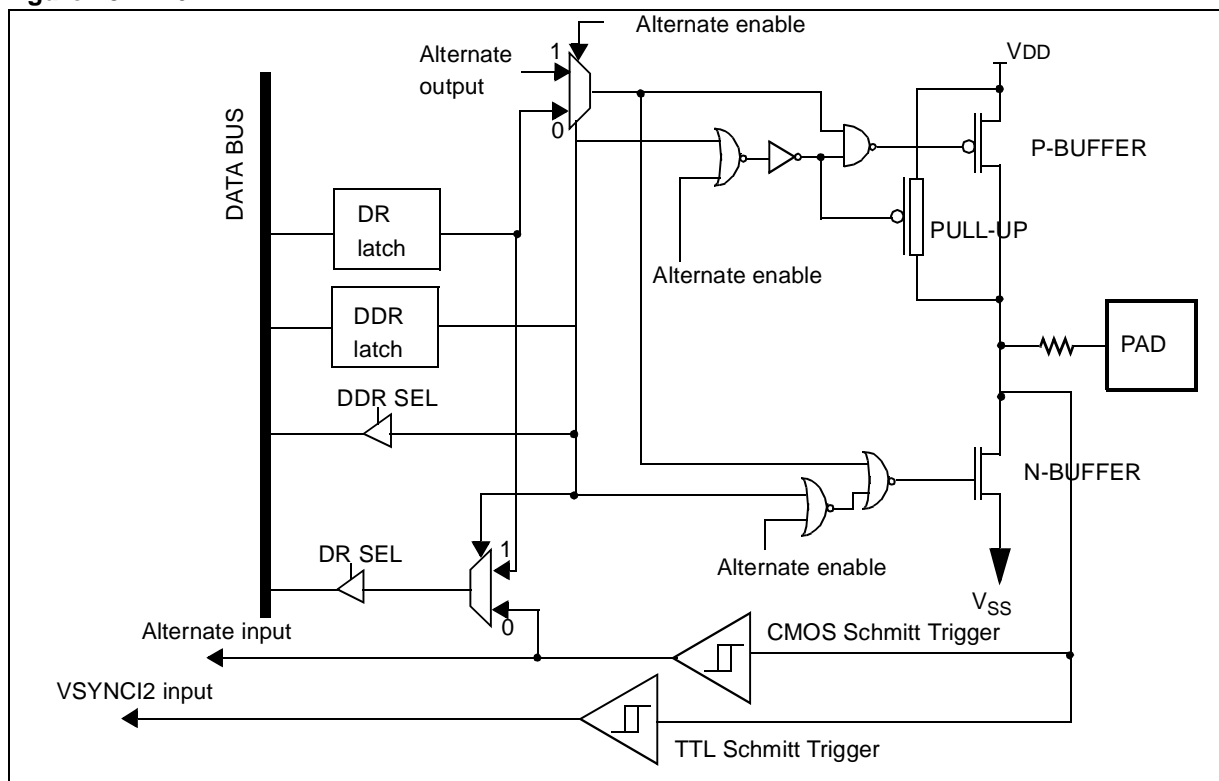 Alternate enable
Alternate
output
1
0
VDD
DATA BUS
P-BUFFER
DR
latch
PULL-UP
Alternate enable
DDR
latch
PAD
DDR SEL
N-BUFFER
DR SEL
1
0
Alternate enable
VSS
Alternate input
CMOS Schmitt Trigger
VSYNCI2 input
TTL Schmitt Trigger